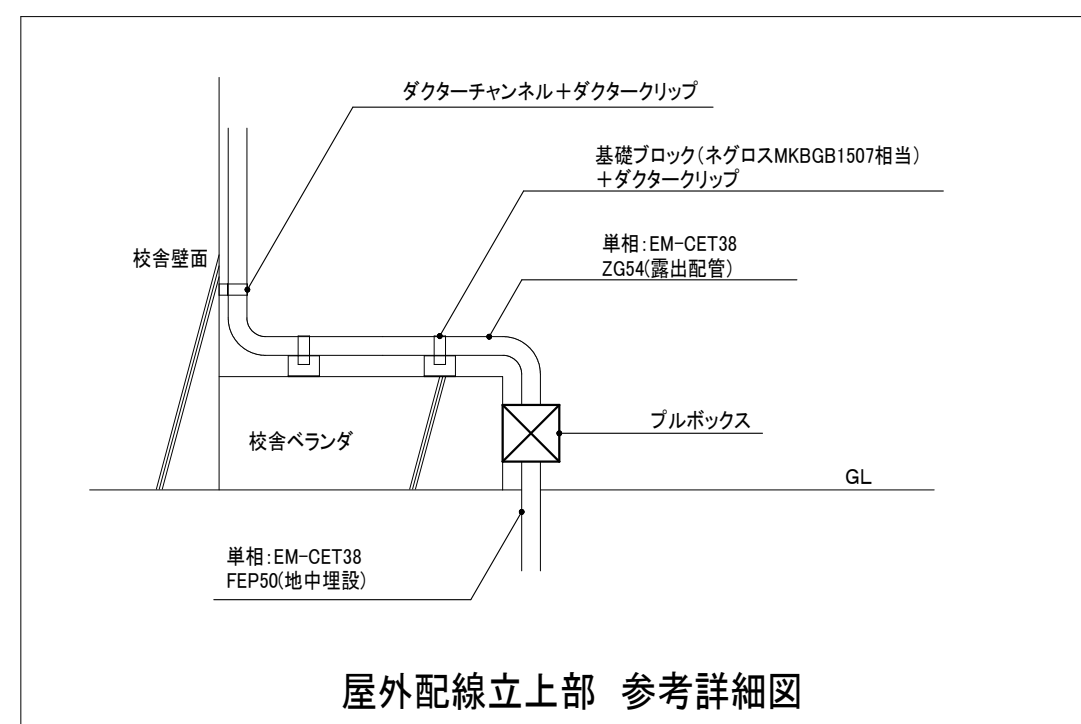 ダクターチャンネル＋ダクタークリップ
基礎ブロック（ネグロスMKBGB1507相当）
＋ダクタークリップ
校舎壁面
単相：EM-CET38
ZG54(露出配管)
プルボックス
校舎ベランダ
GL
単相：EM-CET38
FEP50(地中埋設)
屋外配線立上部 参考詳細図